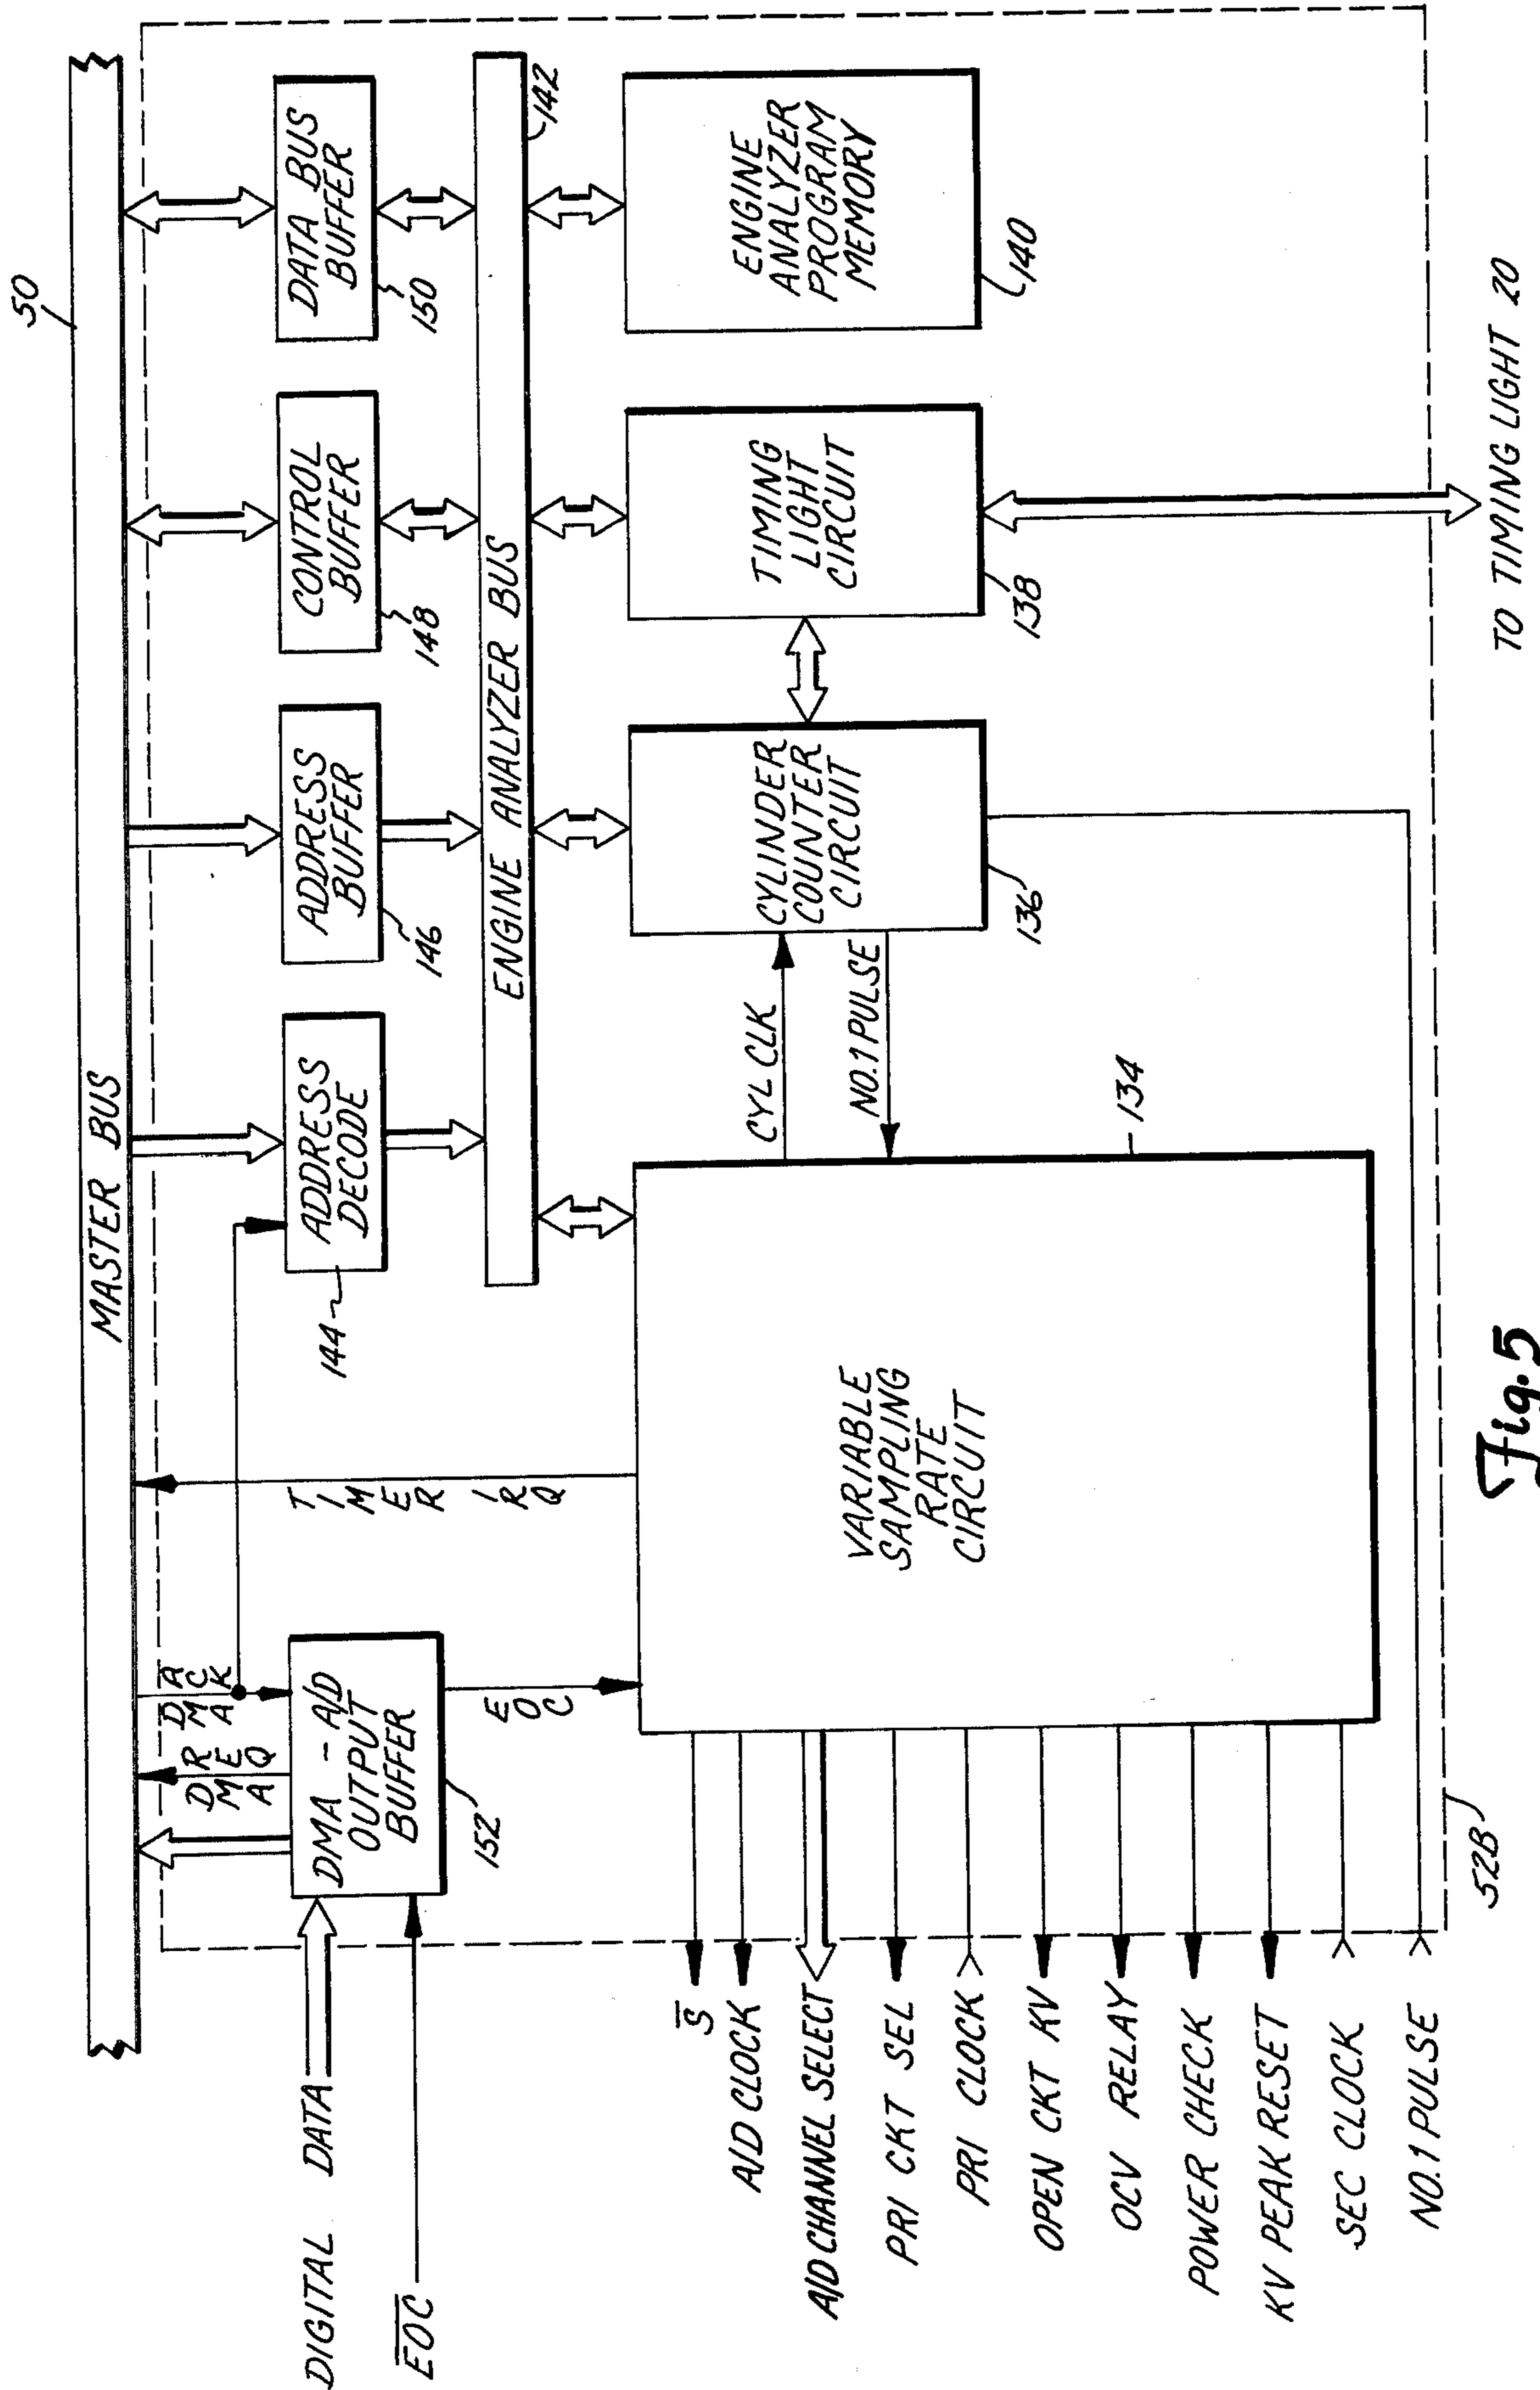 MASTER BUS
50
DMA REQ
DMA ACK
TIMER IRQ
DIGITAL DATA
E̅O̅C̅
DMA - A/D
OUTPUT
BUFFER
152
EOC
144
ADDRESS
DECODE
ADDRESS
BUFFER
146
CONTROL
BUFFER
148
DATA BUS
BUFFER
150
ENGINE ANALYZER BUS
142
VARIABLE
SAMPLING
RATE
CIRCUIT
134
CYL CLK
NO.1 PULSE
CYLINDER
COUNTER
CIRCUIT
136
TIMING
LIGHT
CIRCUIT
138
ENGINE
ANALYZER
PROGRAM
MEMORY
140
S̅
A/D CLOCK
A/D CHANNEL SELECT
PRI CKT SEL
PRI CLOCK
OPEN CKT KV
OCV RELAY
POWER CHECK
KV PEAK RESET
SEC CLOCK
NO.1 PULSE
52B
TO TIMING LIGHT 20
Fig. 5